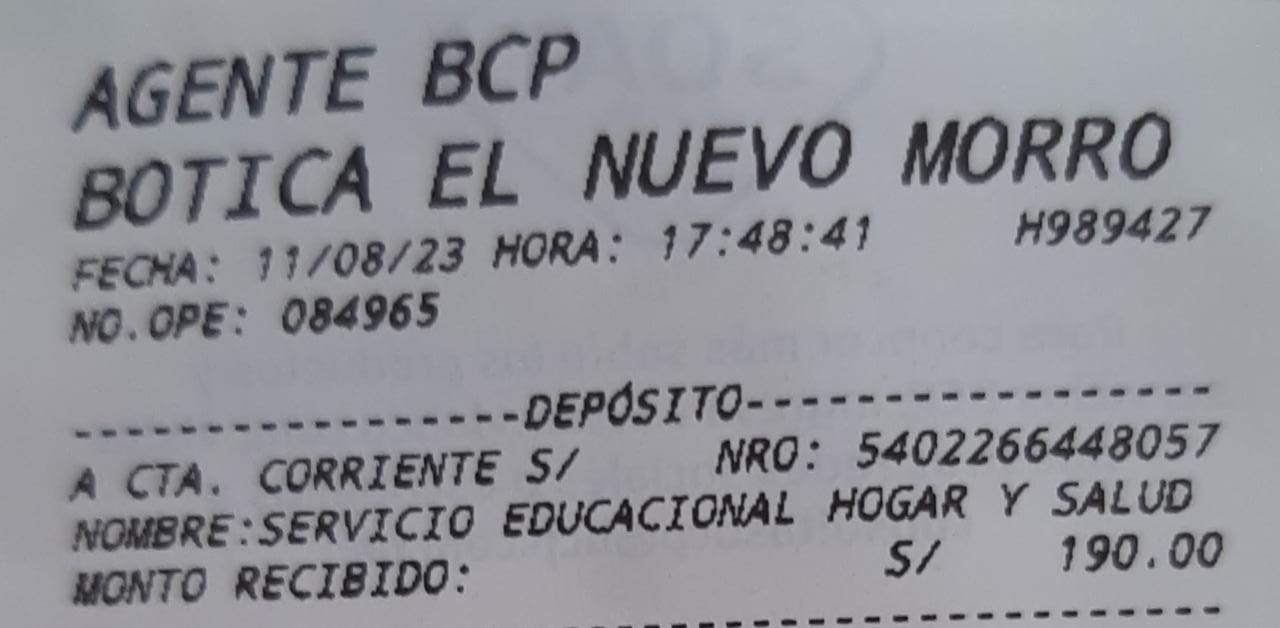 AGENTE BCP
BOTICA EL NUEVO MORRO
FECHA: 11/08/23 HORA: 17:48:41 H989427
NO.OPE: 084965
----------------DEPÓSITO-----------------
A CTA. CORRIENTE S/ NRO: 5402266448057
NOMBRE:SERVICIO EDUCACIONAL HOGAR Y SALUD
MONTO RECIBIDO: S/ 190.00